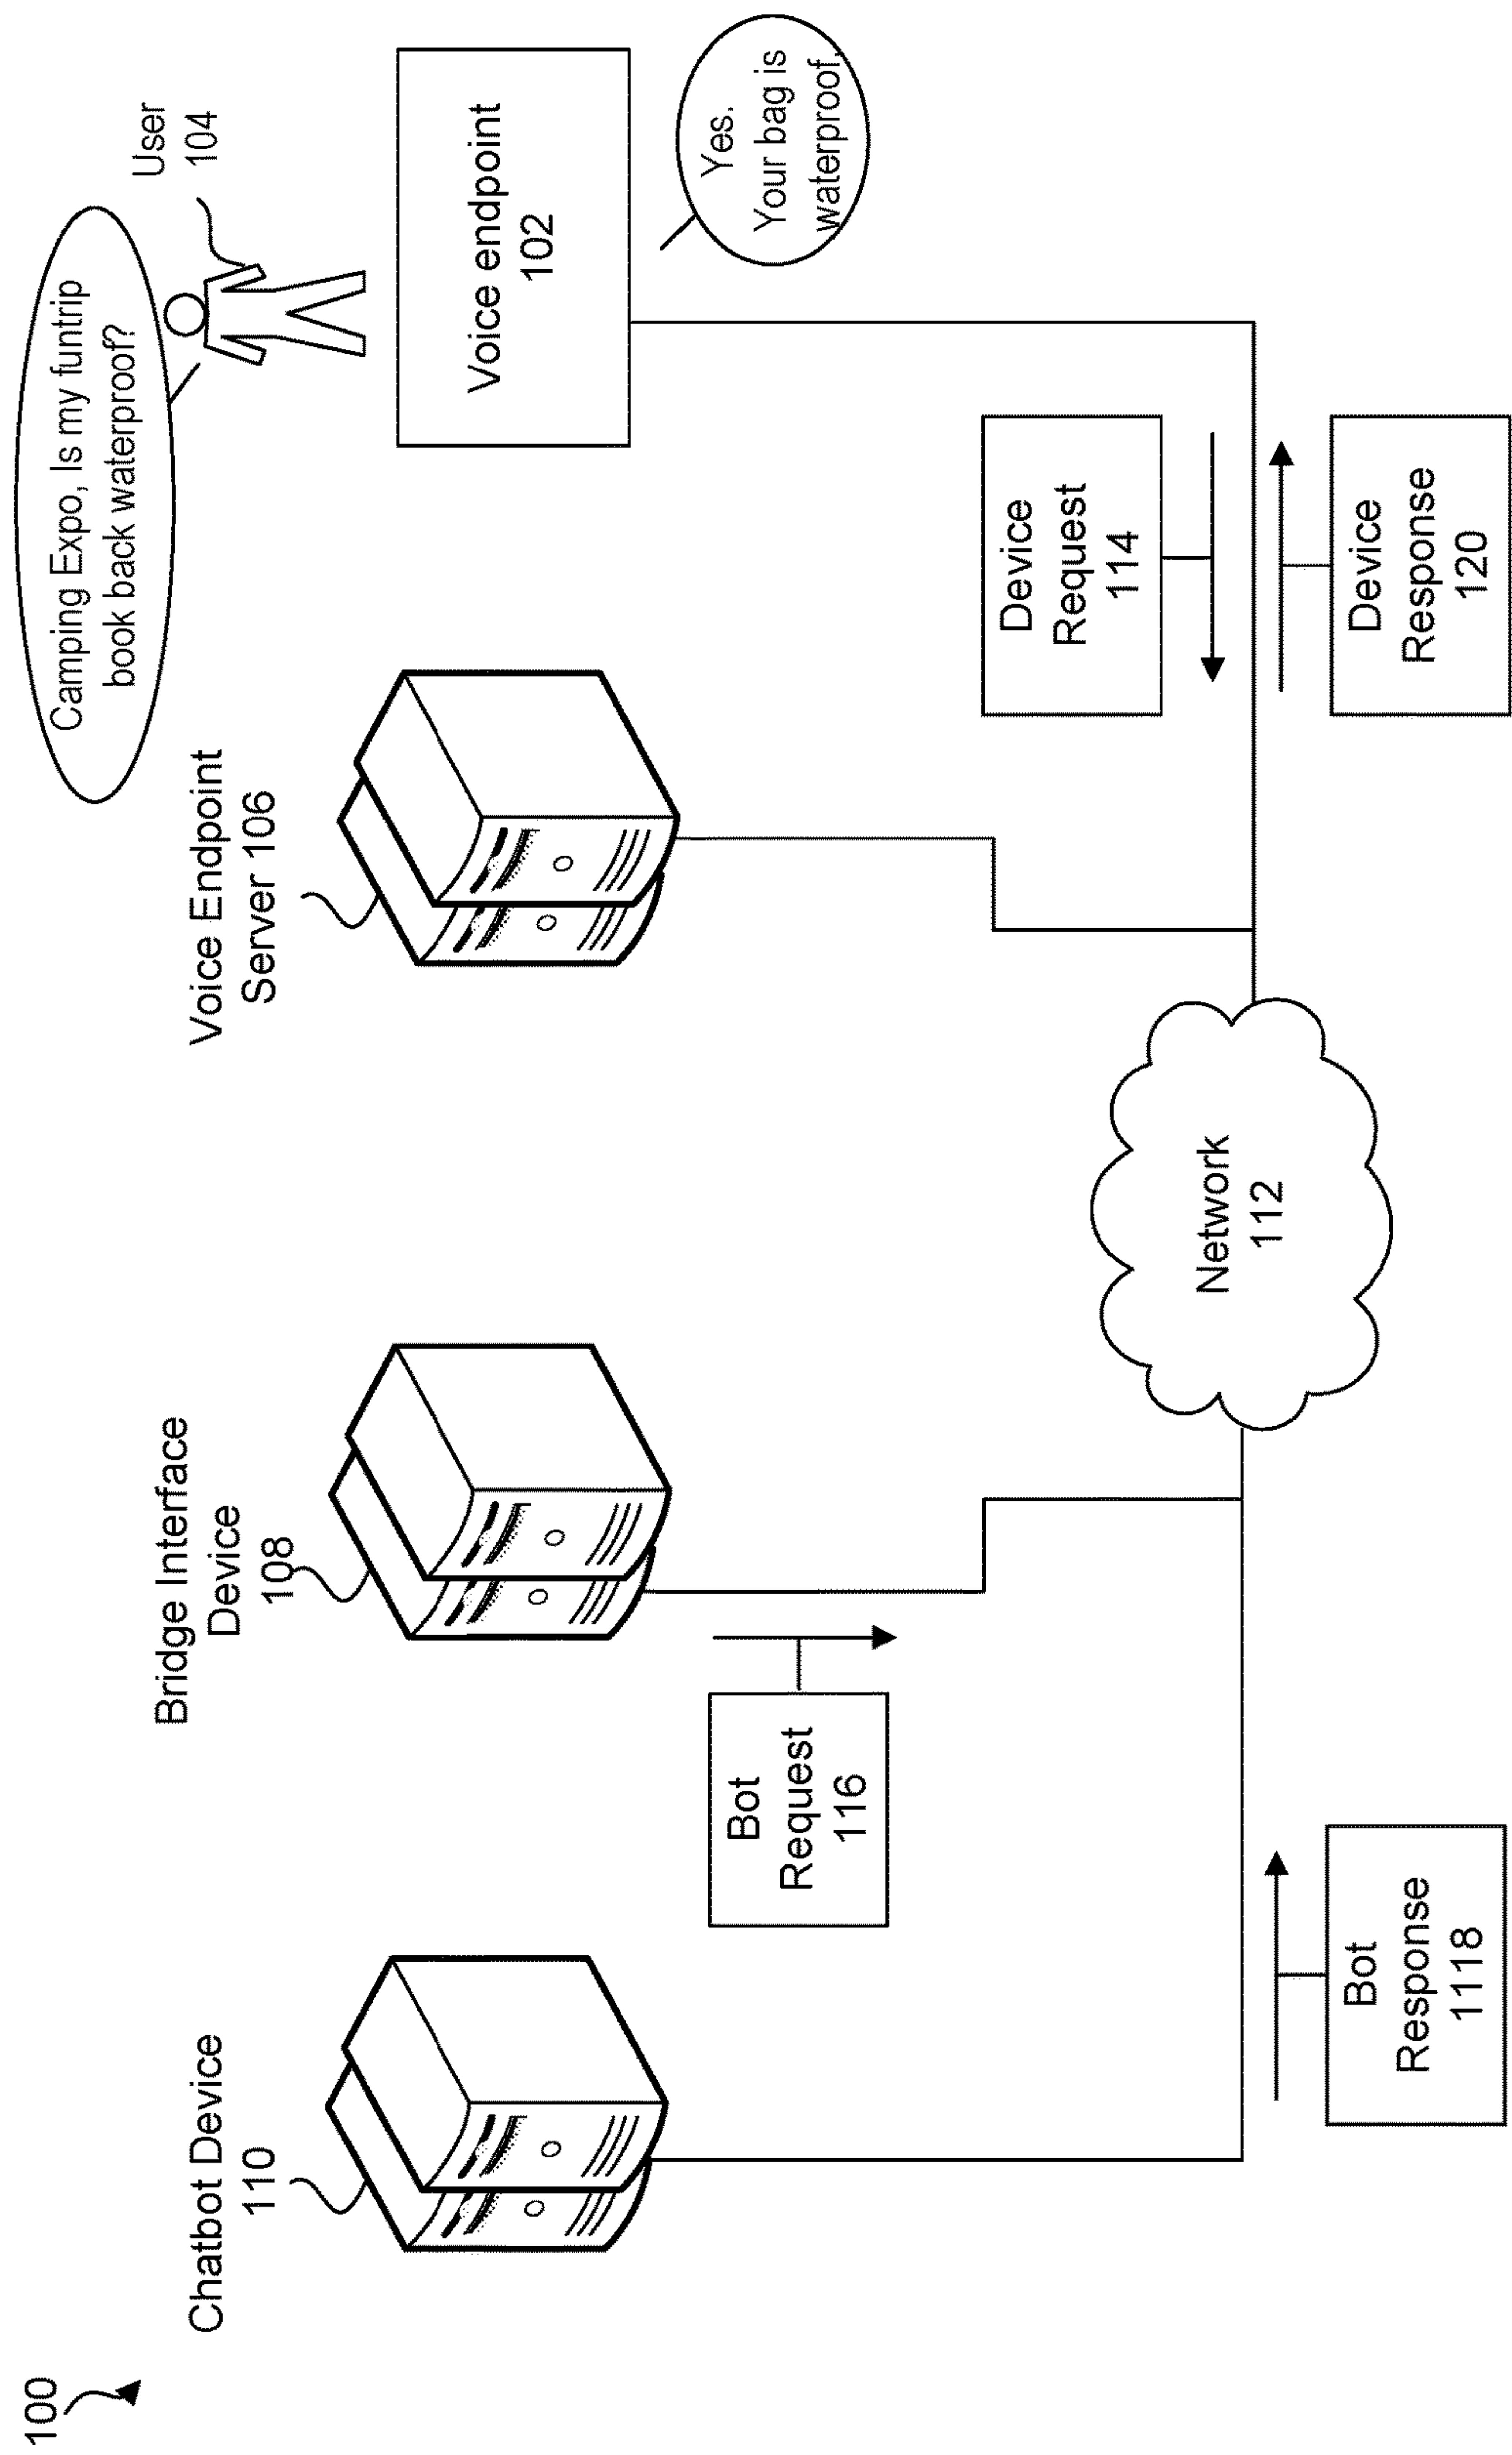 100
Chatbot Device
110
Bridge Interface
Device
108
Voice Endpoint
Server 106
Camping Expo, Is my funtrip
book back waterproof?
User
104
Voice endpoint
102
Yes.
Your bag is
waterproof.
Bot
Request
116
Device
Request
114
Network
112
Bot
Response
1118
Device
Response
120